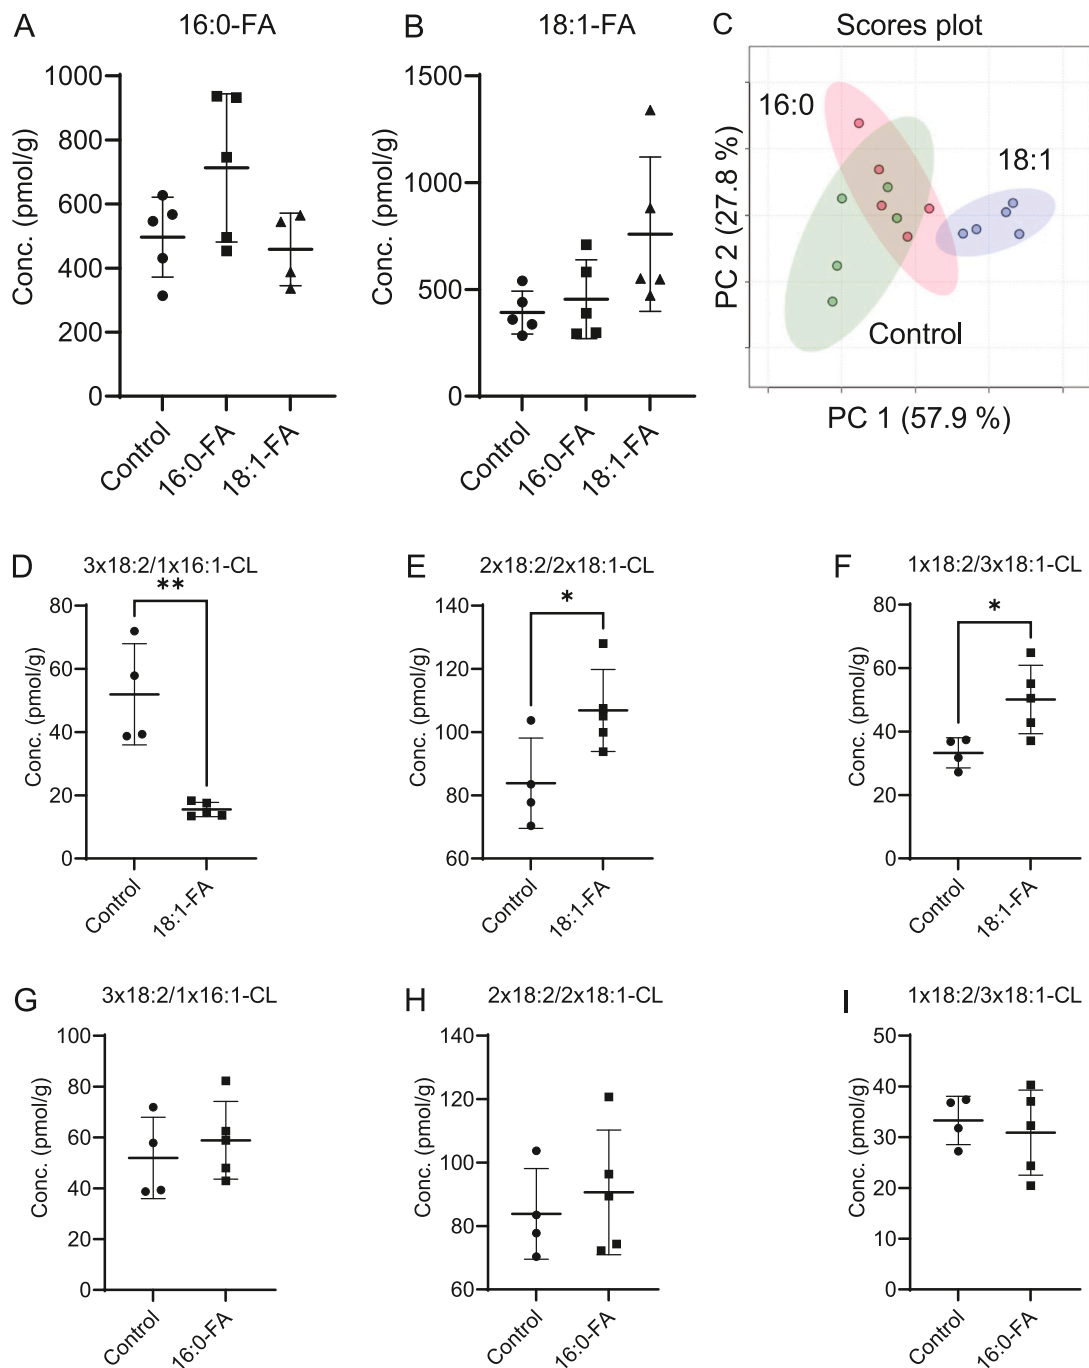 A
16:0-FA
Conc. (pmol/g)
1000
800
600
400
200
0
Control
16:0-FA
18:1-FA
B
18:1-FA
Conc. (pmol/g)
1500
1000
500
0
Control
16:0-FA
18:1-FA
C
Scores plot
16:0
18:1
Control
PC 2 (27.8 %)
PC 1 (57.9 %)
D
3x18:2/1x16:1-CL
**
Conc. (pmol/g)
80
60
40
20
0
Control
18:1-FA
E
2x18:2/2x18:1-CL
*
Conc. (pmol/g)
140
120
100
80
60
Control
18:1-FA
F
1x18:2/3x18:1-CL
*
Conc. (pmol/g)
80
60
40
20
0
Control
18:1-FA
G
3x18:2/1x16:1-CL
Conc. (pmol/g)
100
80
60
40
20
0
Control
16:0-FA
H
2x18:2/2x18:1-CL
Conc. (pmol/g)
140
120
100
80
60
Control
16:0-FA
I
1x18:2/3x18:1-CL
Conc. (pmol/g)
50
40
30
20
10
0
Control
16:0-FA